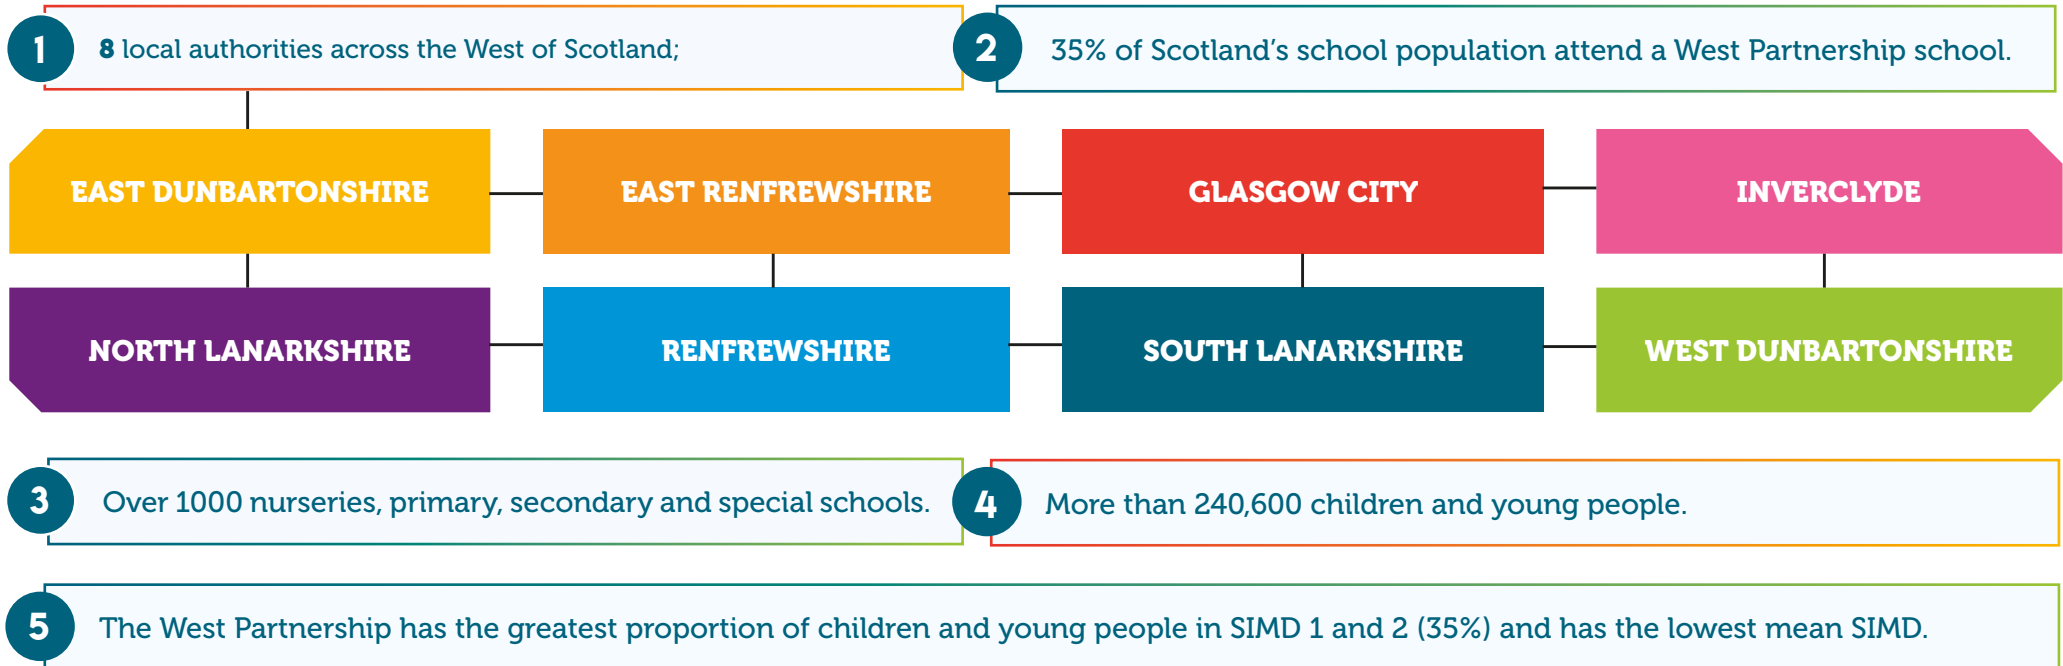 1
8 local authorities across the West of Scotland;
2
35% of Scotland’s school population attend a West Partnership school.
EAST DUNBARTONSHIRE
EAST RENFREWSHIRE
GLASGOW CITY
INVERCLYDE
NORTH LANARKSHIRE
RENFREWSHIRE
SOUTH LANARKSHIRE
WEST DUNBARTONSHIRE
3
Over 1000 nurseries, primary, secondary and special schools.
4
More than 240,600 children and young people.
5
The West Partnership has the greatest proportion of children and young people in SIMD 1 and 2 (35%) and has the lowest mean SIMD.